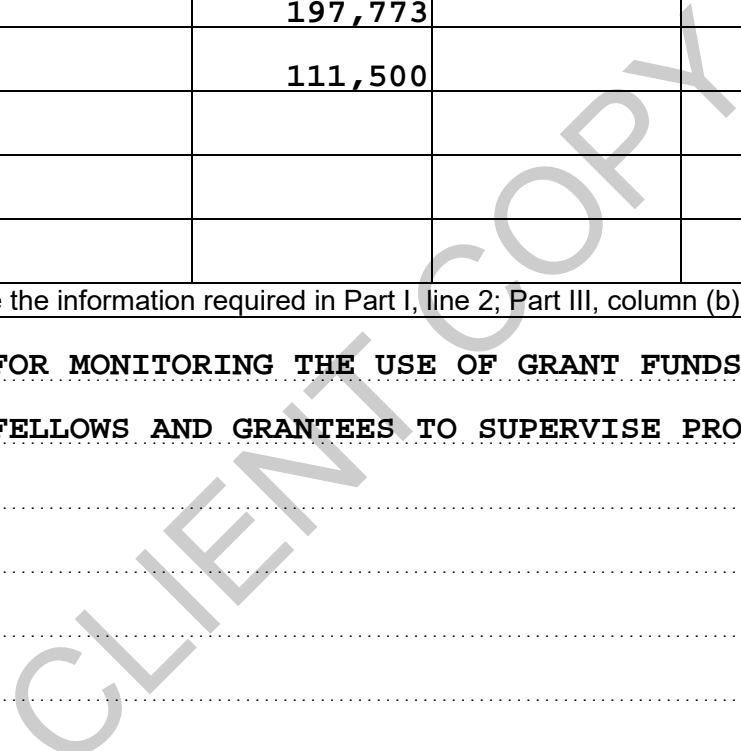 197,773
111,500
the information required in Part I, line 2; Part III, column (b)
FOR MONITORING THE USE OF GRANT FUNDS
FELLOWS AND GRANTEES TO SUPERVISE PRO
CLIENT COPY